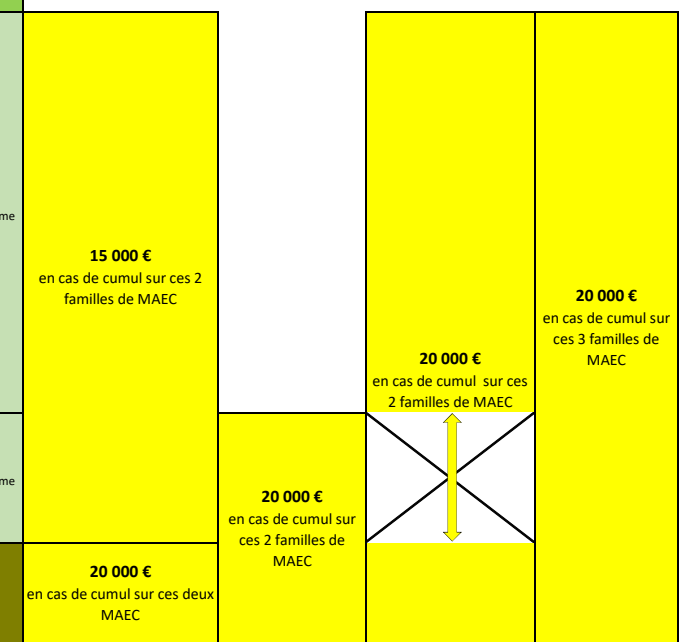 me
15 000 €
en cas de cumul sur ces 2
familles de MAEC
20 000 €
en cas de cumul sur
ces 3 familles de
MAEC
20 000 €
en cas de cumul sur ces
2 familles de MAEC
me
20 000 €
en cas de cumul sur
ces 2 familles de
MAEC
20 000 €
en cas de cumul sur ces deux
MAEC